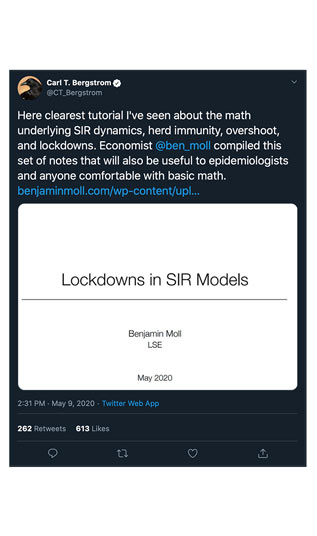 Carl T. Bergstrom
@CT_Bergstrom
Here clearest tutorial I've seen about the math
underlying SIR dynamics, herd immunity, overshoot,
and lockdowns. Economist @ben_moll compiled this
set of notes that will also be useful to epidemiologists
and anyone comfortable with basic math.
benjaminmoll.com/wp-content/upl...
Lockdowns in SIR Models
Benjamin Moll
LSE
May 2020
2:31 PM · May 9, 2020 · Twitter Web App
262 Retweets 613 Likes